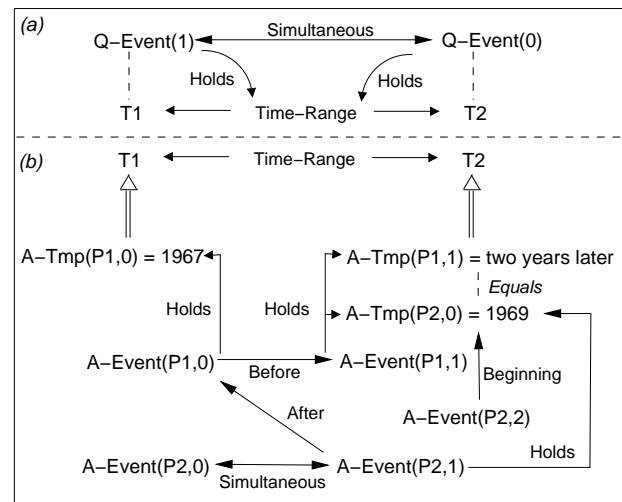 (a)
Simultaneous
Q−Event(1) Q−Event(0)
Holds Holds
T1 Time−Range T2
(b)
T1 Time−Range T2
A−Tmp(P1,0) = 1967 A−Tmp(P1,1) = two years later
Equals
Holds Holds A−Tmp(P2,0) = 1969
A−Event(P1,0) Before A−Event(P1,1)
Beginning
After A−Event(P2,2)
A−Event(P2,0) Simultaneous A−Event(P2,1) Holds